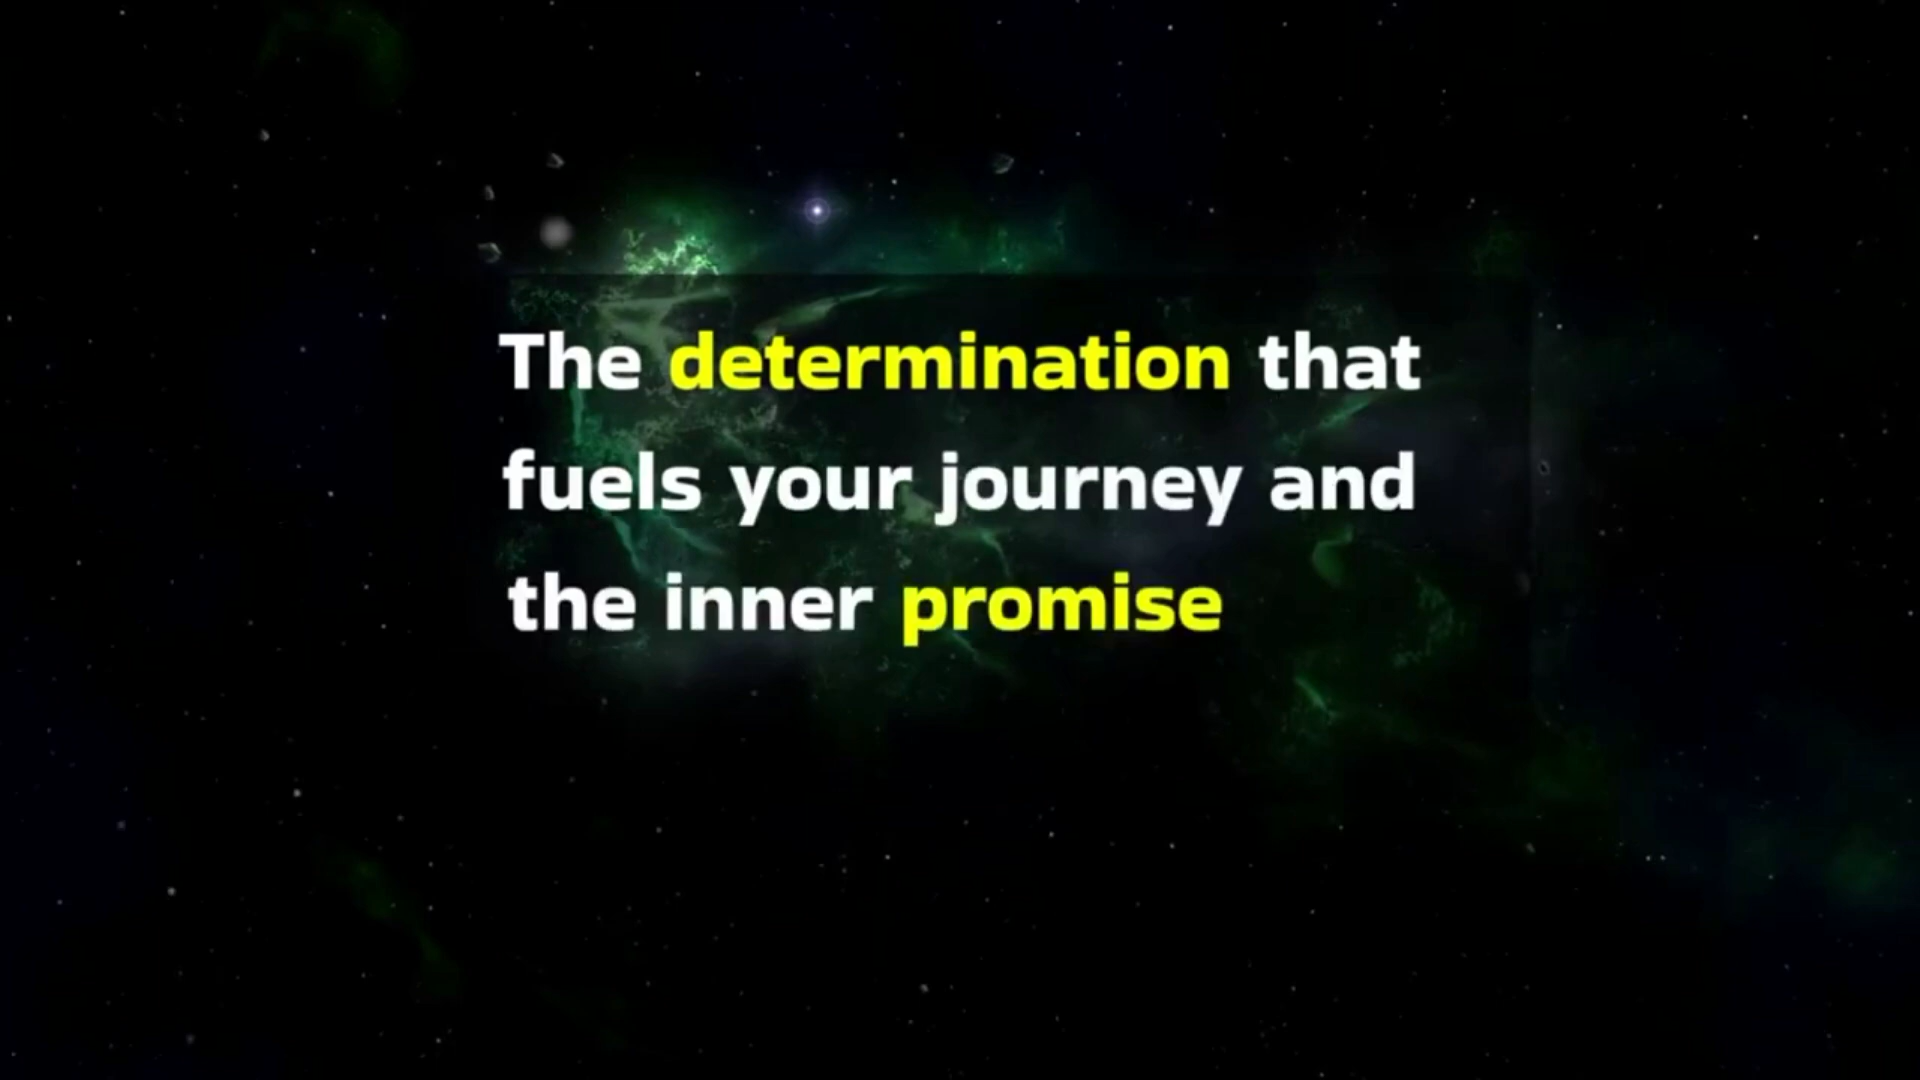 The determination that
fuels your journey and
the inner promise